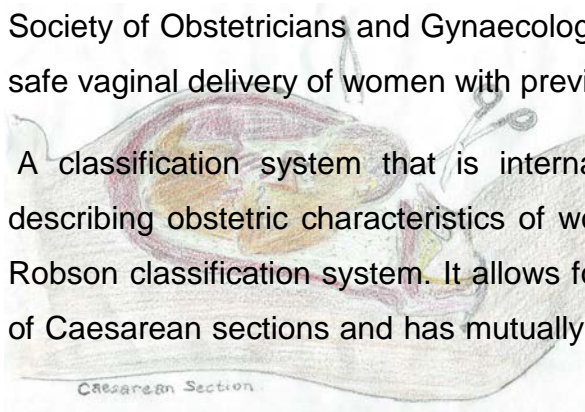 Society of Obstetricians and Gynaecolog
safe vaginal delivery of women with previ
A classification system that is interna
describing obstetric characteristics of wo
Robson classification system. It allows fo
of Caesarean sections and has mutually
Caesarean Section